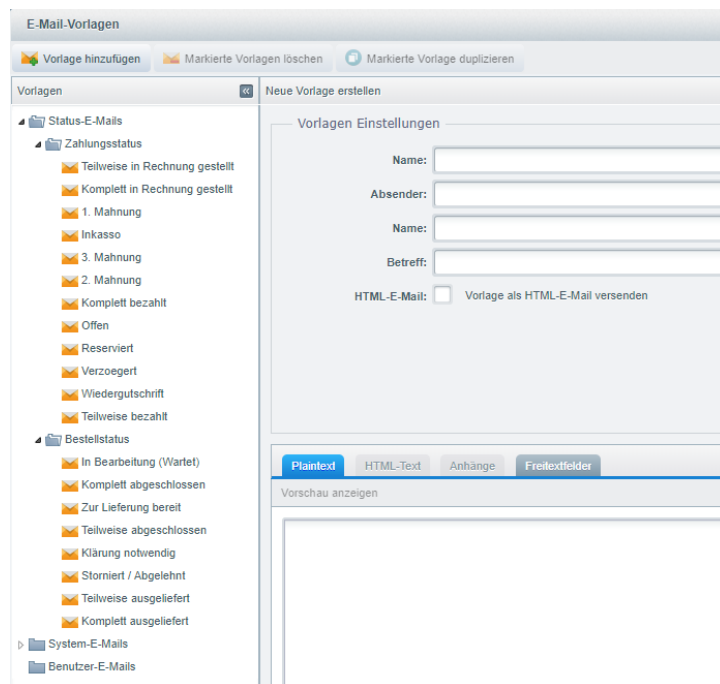 E-Mail-Vorlagen
Vorlage hinzufügen Markierte Vorlagen löschen Markierte Vorlage duplizieren
Vorlagen
Status-E-Mails
Zahlungsstatus
Teilweise in Rechnung gestellt
Komplett in Rechnung gestellt
1. Mahnung
Inkasso
3. Mahnung
2. Mahnung
Komplett bezahlt
Offen
Reserviert
Verzoegert
Wiedergutschrift
Teilweise bezahlt
Bestellstatus
In Bearbeitung (Wartet)
Komplett abgeschlossen
Zur Lieferung bereit
Teilweise abgeschlossen
Klärung notwendig
Storniert / Abgelehnt
Teilweise ausgeliefert
Komplett ausgeliefert
System-E-Mails
Benutzer-E-Mails
Neue Vorlage erstellen
Vorlagen Einstellungen
Name:
Absender:
Name:
Betreff:
HTML-E-Mail: Vorlage als HTML-E-Mail versenden
Plaintext HTML-Text Anhänge Freitextfelder
Vorschau anzeigen